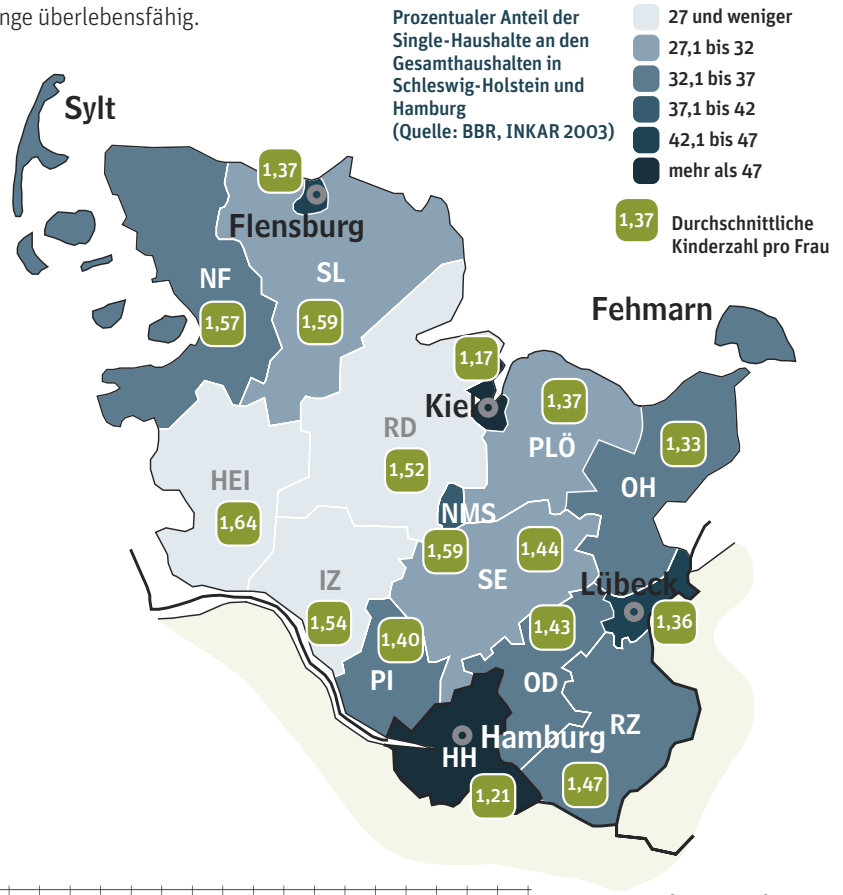 nge überlebensfähig.
Prozentualer Anteil der
Single-Haushalte an den
Gesamthaushalten in
Schleswig-Holstein und
Hamburg
(Quelle: BBR, INKAR 2003)
27 und weniger
27,1 bis 32
32,1 bis 37
37,1 bis 42
42,1 bis 47
mehr als 47
1,37
Durchschnittliche
Kinderzahl pro Frau
Sylt
1,37
Flensburg
NF
SL
1,57
1,59
Fehmarn
1,17
Kiel
1,37
RD
PLÖ
1,33
1,52
OH
HEI
1,64
NMS
1,59
1,44
SE
IZ
Lübeck
1,54
1,40
1,43
1,36
PI
OD
RZ
Hamburg
HH
1,47
1,21